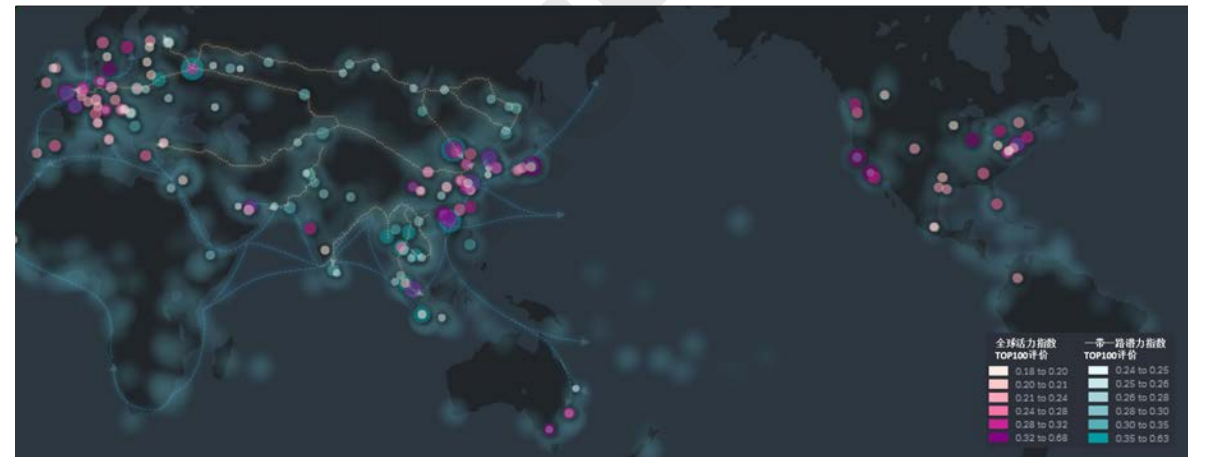 全球活力指数
TOP100评价
0.18 to 0.20
0.20 to 0.21
0.21 to 0.24
0.24 to 0.28
0.28 to 0.32
0.32 to 0.68
一带一路潜力指数
TOP100评价
0.24 to 0.25
0.25 to 0.26
0.26 to 0.28
0.28 to 0.30
0.30 to 0.35
0.35 to 0.63